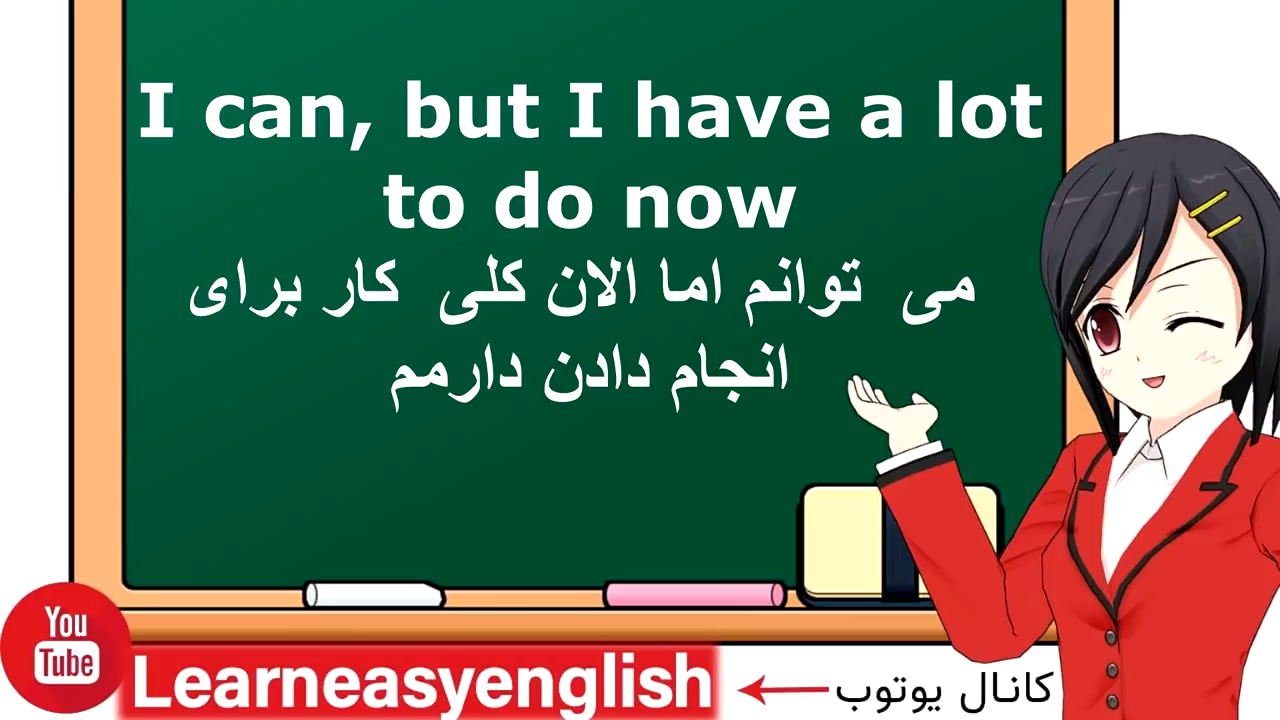 I can, but I have a lot
to do now
می توانم اما الان کلی کار برای
انجام دادن دارمم
You
Tube
Learneasyenglish
کانال یوتوب